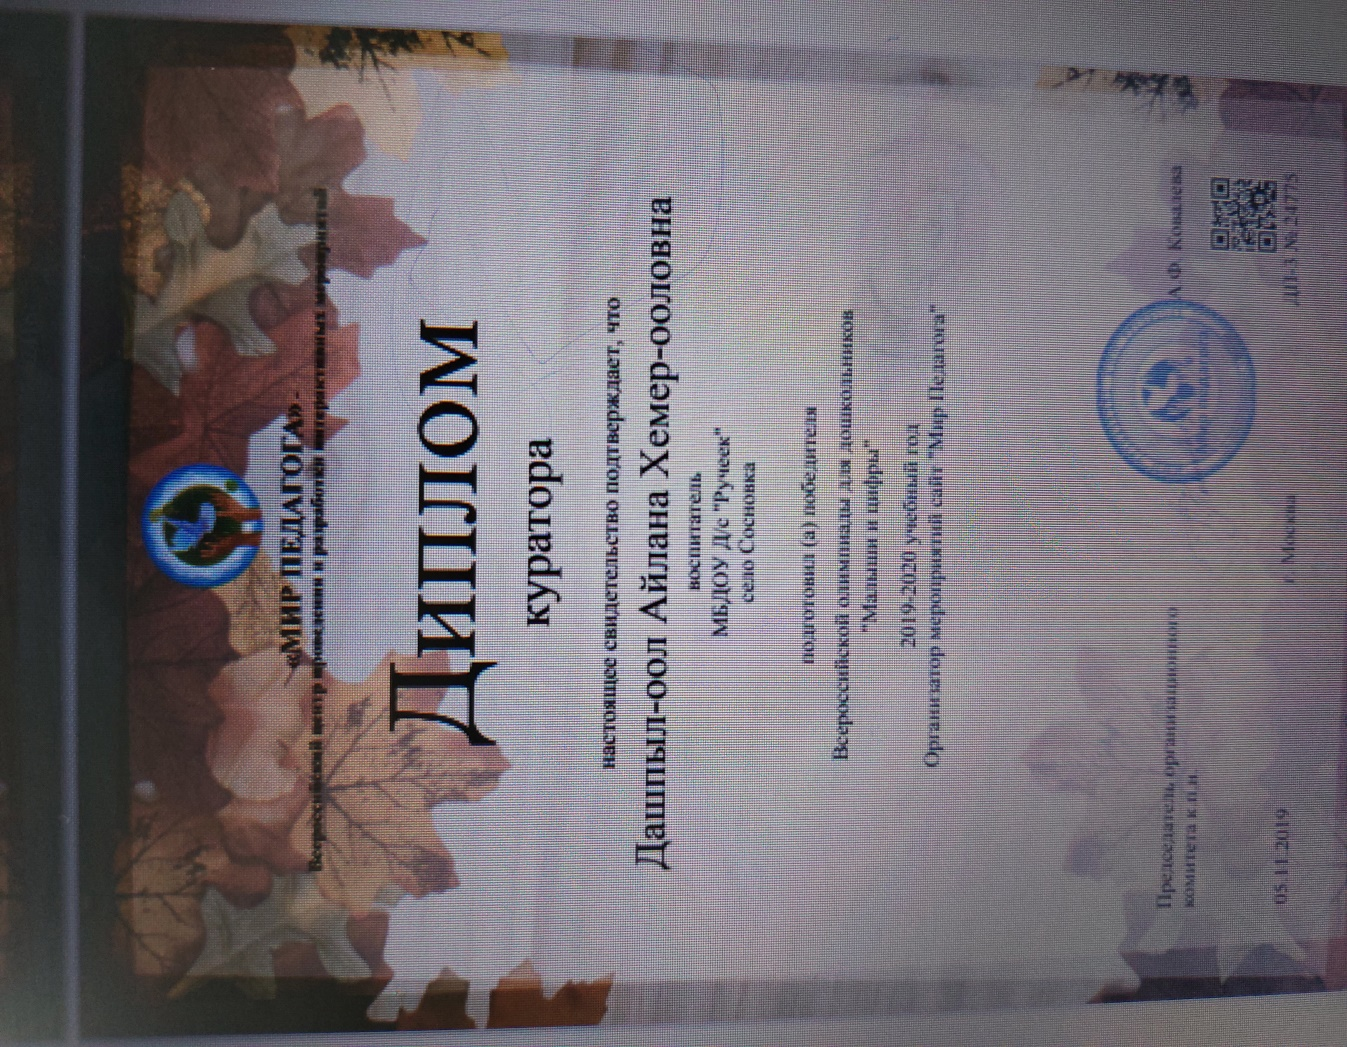 «МИР ПЕДАГОГА» -
Всероссийский центр проведения и разработки интерактивных мероприятий
ДИПЛОМ
куратора
настоящее свидетельство подтверждает, что
Дашпыл-оол Айлана Хемер-ооловна
воспитатель
МБДОУ Д/с "Ручеек"
село Сосновка
подготовил (а) победителя
Всероссийской олимпиады для дошкольников
"Малыши и цифры"
2019-2020 учебный год
Организатор мероприятий сайт "Мир Педагога"
Председатель организационного
комитета к.п.н.
А.Ф. Ковалева
05.11.2019
г. Москва
ДП-3 № 24775